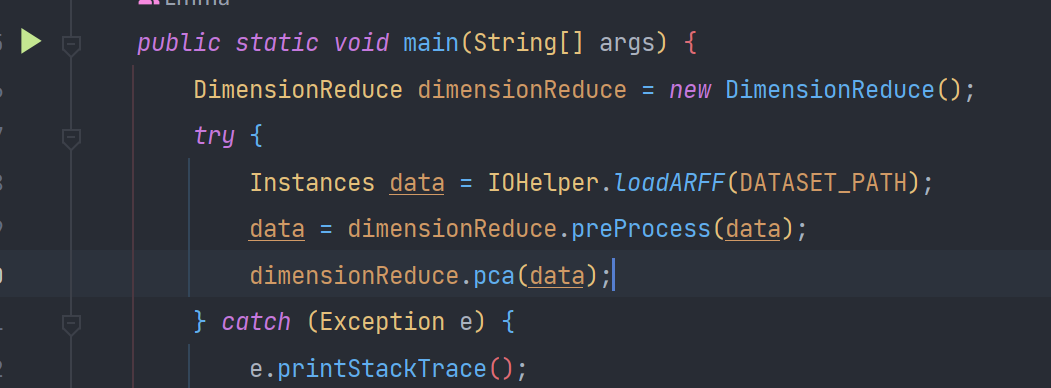 Emma
public static void main(String[] args) {
DimensionReduce dimensionReduce = new DimensionReduce();
try {
Instances data = IOHelper.loadARFF(DATASET_PATH);
data = dimensionReduce.preProcess(data);
dimensionReduce.pca(data);
} catch (Exception e) {
e.printStackTrace();